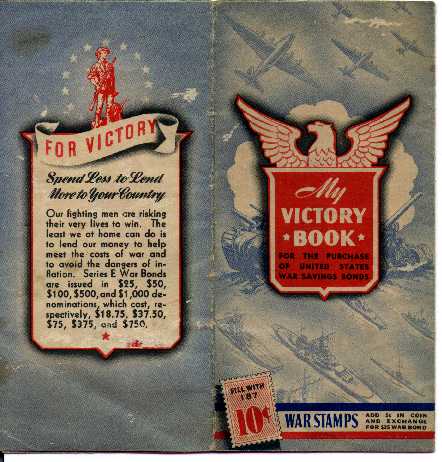 FOR VICTORY
Spend Less to Lend
More to Your Country
Our fighting men are risking
their very lives to win. The
least we at home can do is
to lend our money to help
meet the costs of war and
to avoid the dangers of in-
flation. Series E War Bonds
are issued in $25, $50,
$100, $500, and $1,000 de-
nominations, which cost, re-
spectively, $18.75, $37.50,
$75, $375, and $750.
My
VICTORY
BOOK
FOR THE PURCHASE
OF UNITED STATES
WAR SAVINGS BONDS
FILL WITH
187
10¢
WAR STAMPS
ADD 5¢ IN COIN
AND EXCHANGE
FOR $25 WAR BOND